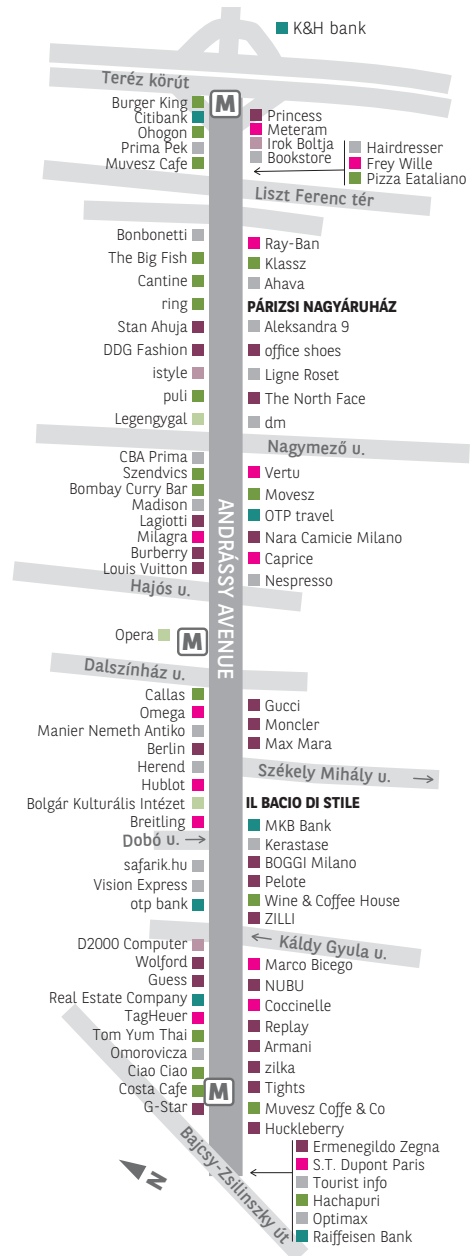 K&H bank
Teréz körút
M
Burger King
Citibank
Ohogon
Prima Pek
Muvesz Cafe
Princess
Meteram
Irok Boltja
Bookstore
Hairdresser
Frey Wille
Pizza Eataliano
Liszt Ferenc tér
Bonbonetti
The Big Fish
Cantine
ring
Stan Ahuja
DDG Fashion
istyle
puli
Legengygal
Ray-Ban
Klassz
Ahava
PÁRIZSI NAGYÁRUHÁZ
Aleksandra 9
office shoes
Ligne Roset
The North Face
dm
Nagymező u.
CBA Prima
Szendvics
Bombay Curry Bar
Madison
Lagiotti
Milagra
Burberry
Louis Vuitton
Vertu
Movesz
OTP travel
Nara Camicie Milano
Caprice
Nespresso
ANDRÁSSY AVENUE
Hajós u.
Opera
M
Dalszínház u.
Callas
Omega
Manier Nemeth Antiko
Berlin
Herend
Hublot
Bolgár Kulturális Intézet
Breitling
Gucci
Moncler
Max Mara
Székely Mihály u.
IL BACIO DI STILE
Dobó u.
safarik.hu
Vision Express
otp bank
MKB Bank
Kerastase
BOGGI Milano
Pelote
Wine & Coffee House
ZILLI
Káldy Gyula u.
D2000 Computer
Wolford
Guess
Real Estate Company
TagHeuer
Tom Yum Thai
Omorovicza
Ciao Ciao
Costa Cafe
G-Star
M
Marco Bicego
NUBU
Coccinelle
Replay
Armani
zilka
Tights
Muvesz Coffe & Co
Huckleberry
Ermenegildo Zegna
S.T. Dupont Paris
Tourist info
Hachapuri
Optimax
Raiffeisen Bank
Bajcsy-Zsilinszky út
N